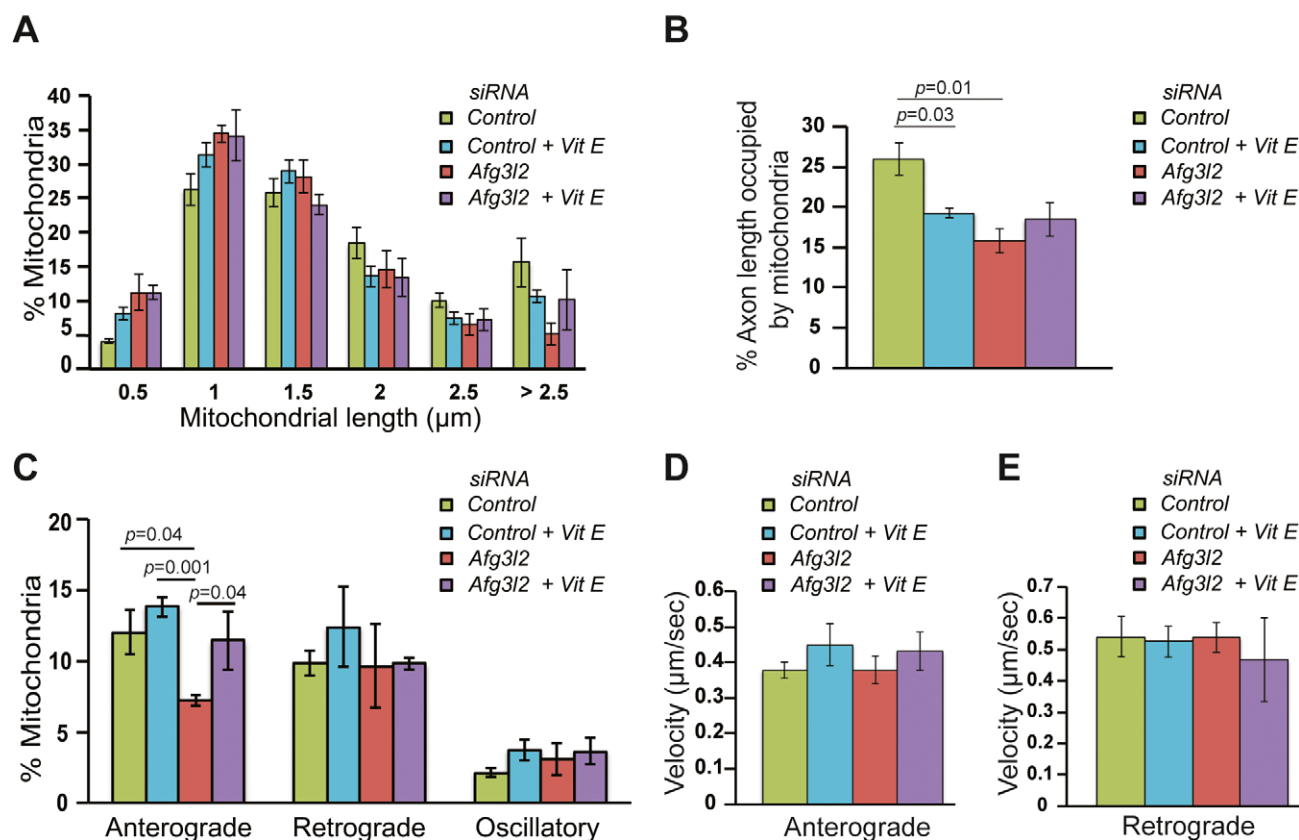 A
siRNA
Control
Control + Vit E
Afg3l2
Afg3l2 + Vit E
% Mitochondria
40
35
30
25
20
15
10
5
0
0.5 1 1.5 2 2.5 > 2.5
Mitochondrial length (µm)
B
siRNA
Control
Control + Vit E
Afg3l2
Afg3l2 + Vit E
p=0.01
p=0.03
% Axon length occupied
by mitochondria
30
25
20
15
10
5
0
C
siRNA
Control
Control + Vit E
Afg3l2
Afg3l2 + Vit E
p=0.04
p=0.001
p=0.04
% Mitochondria
20
15
10
5
0
Anterograde Retrograde Oscillatory
D
siRNA
Control
Control + Vit E
Afg3l2
Afg3l2 + Vit E
Velocity (µm/sec)
0.6
0.5
0.4
0.3
0.2
0.1
0
Anterograde
E
siRNA
Control
Control + Vit E
Afg3l2
Afg3l2 + Vit E
Velocity (µm/sec)
0.7
0.6
0.5
0.4
0.3
0.2
0.1
0
Retrograde